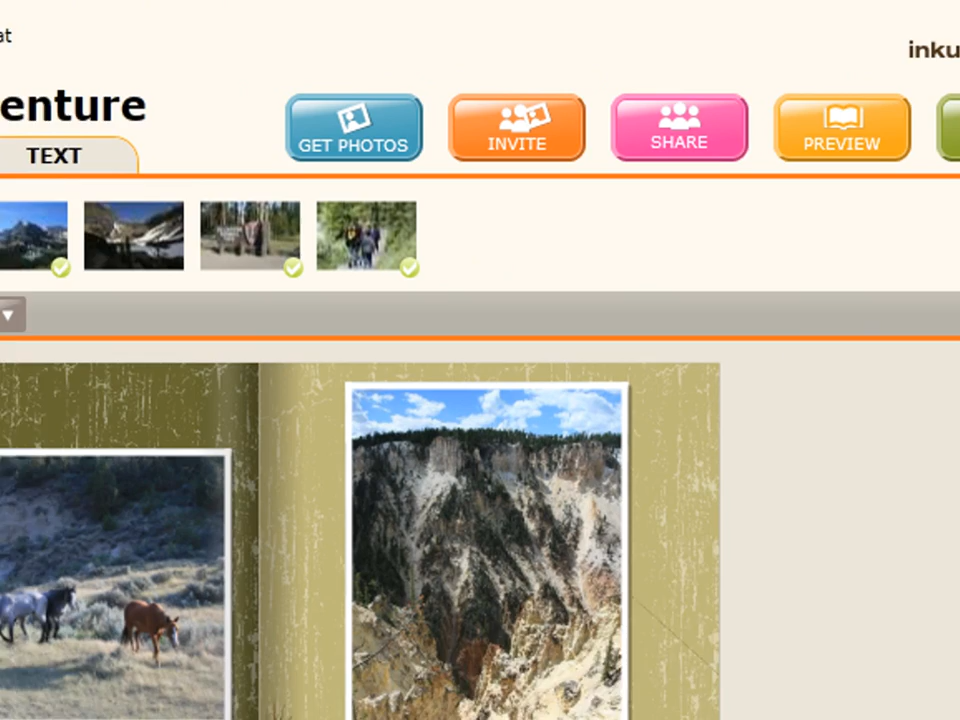 at
inku
enture
TEXT
GET PHOTOS
INVITE
SHARE
PREVIEW